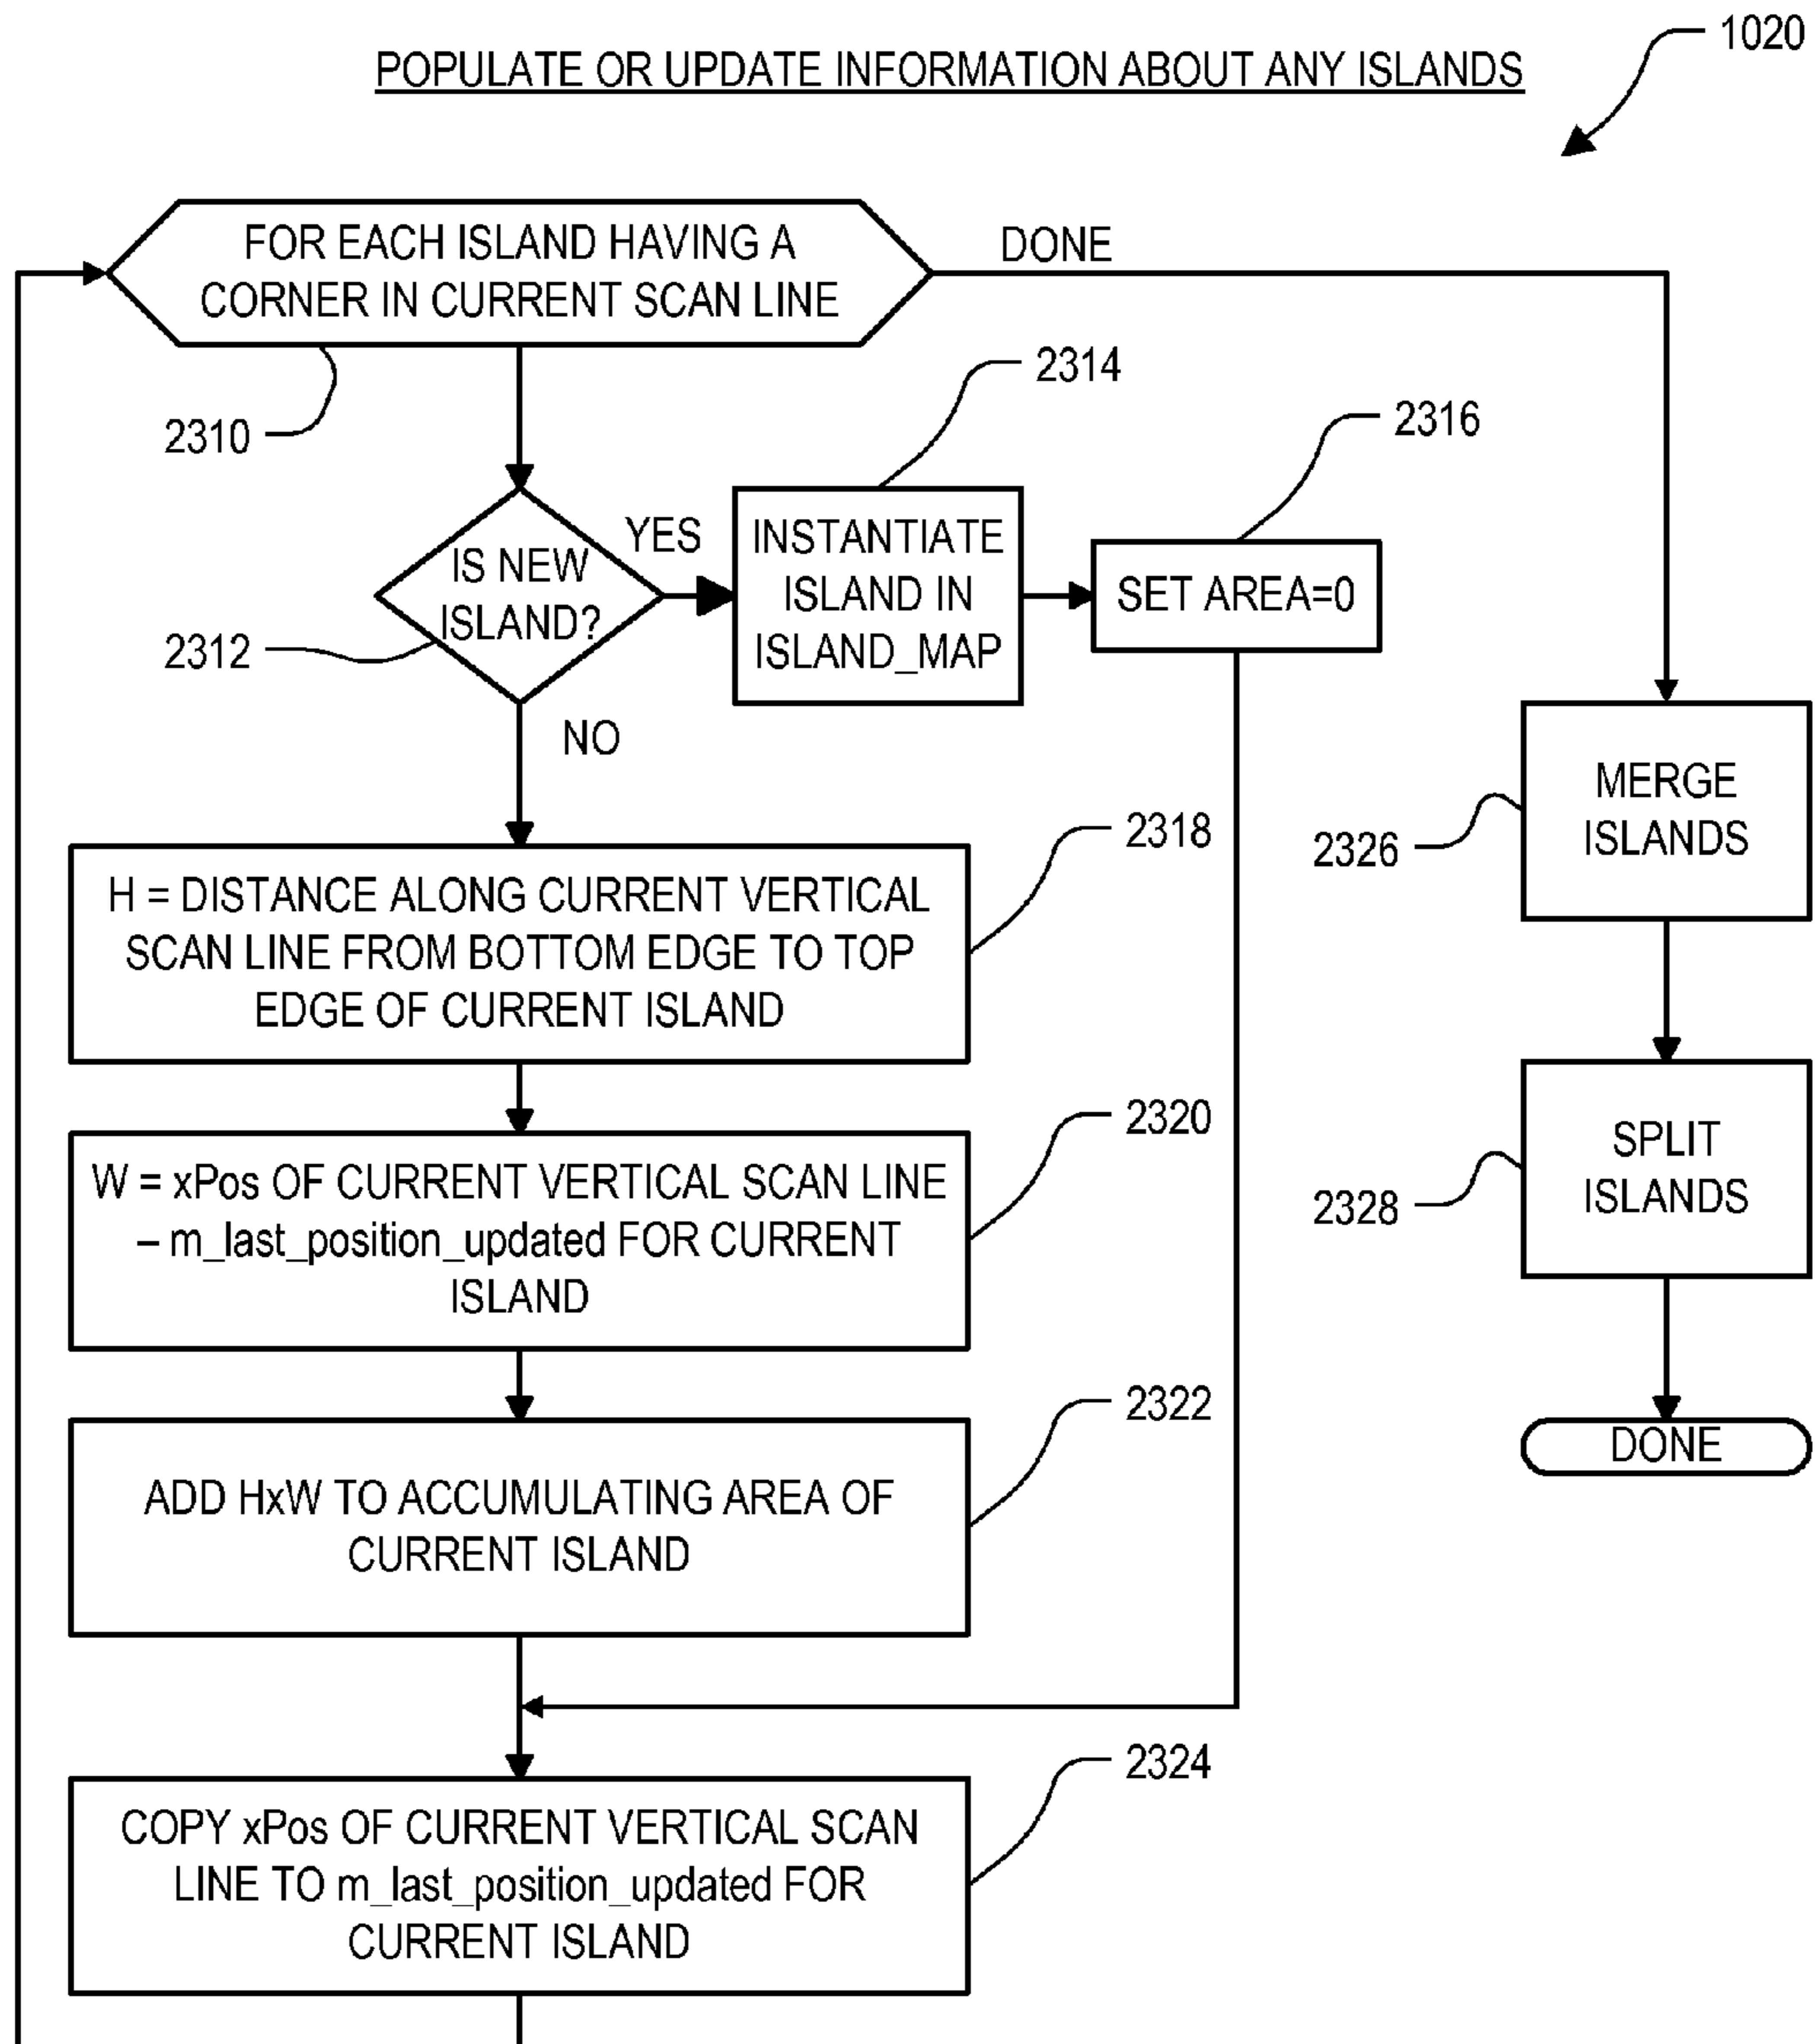 1020
POPULATE OR UPDATE INFORMATION ABOUT ANY ISLANDS
FOR EACH ISLAND HAVING A
CORNER IN CURRENT SCAN LINE
DONE
2310
2314
2316
IS NEW
ISLAND?
YES
2312
INSTANTIATE
ISLAND IN
ISLAND_MAP
SET AREA=0
NO
2318
H = DISTANCE ALONG CURRENT VERTICAL
SCAN LINE FROM BOTTOM EDGE TO TOP
EDGE OF CURRENT ISLAND
MERGE
ISLANDS
2326
2320
W = xPos OF CURRENT VERTICAL SCAN LINE
– m_last_position_updated FOR CURRENT
ISLAND
SPLIT
ISLANDS
2328
2322
ADD HxW TO ACCUMULATING AREA OF
CURRENT ISLAND
DONE
2324
COPY xPos OF CURRENT VERTICAL SCAN
LINE TO m_last_position_updated FOR
CURRENT ISLAND